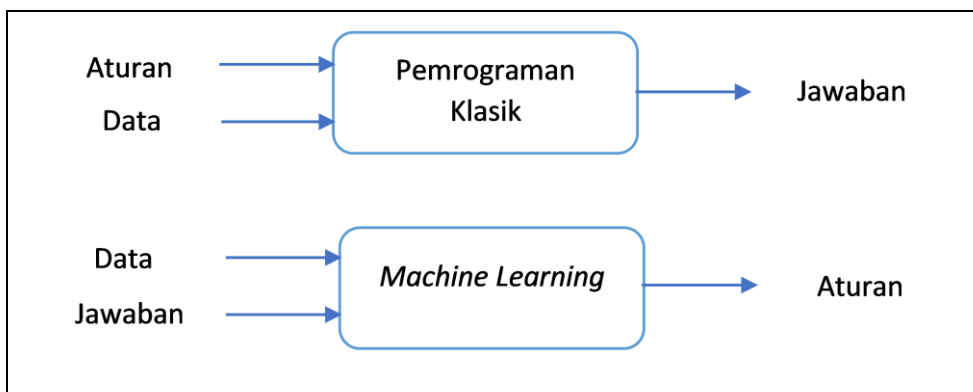 Aturan
Data
Pemrograman
Klasik
Jawaban
Data
Jawaban
Machine Learning
Aturan